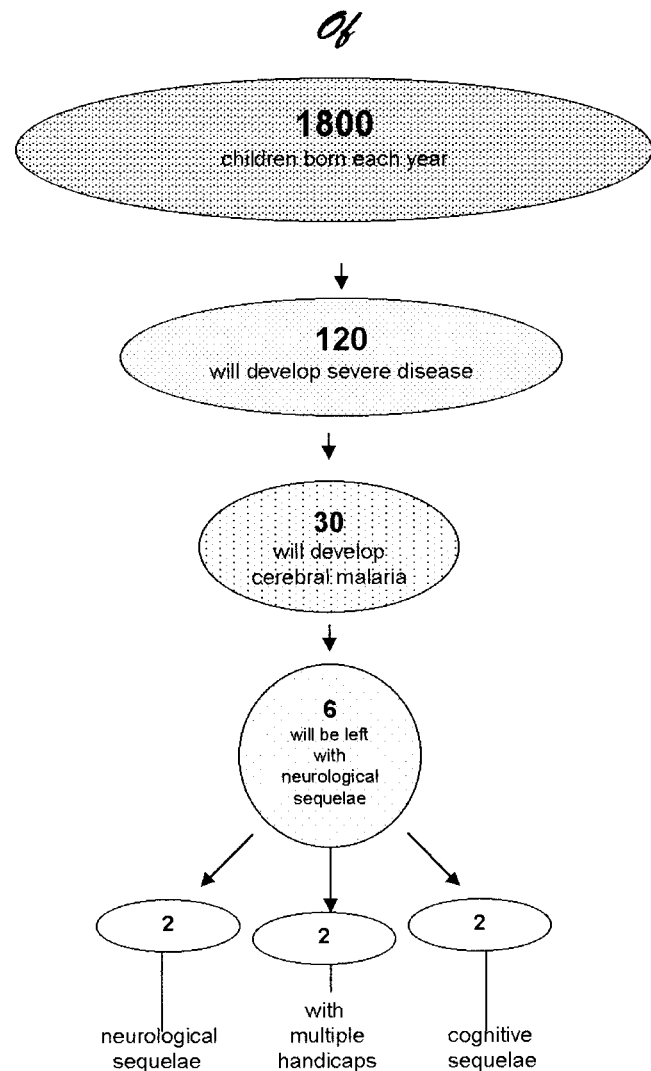 Of
1800
children born each year
120
will develop severe disease
30
will develop
cerebral malaria
6
will be left
with
neurological
sequelae
2
2
2
neurological
sequelae
with
multiple
handicaps
cognitive
sequelae